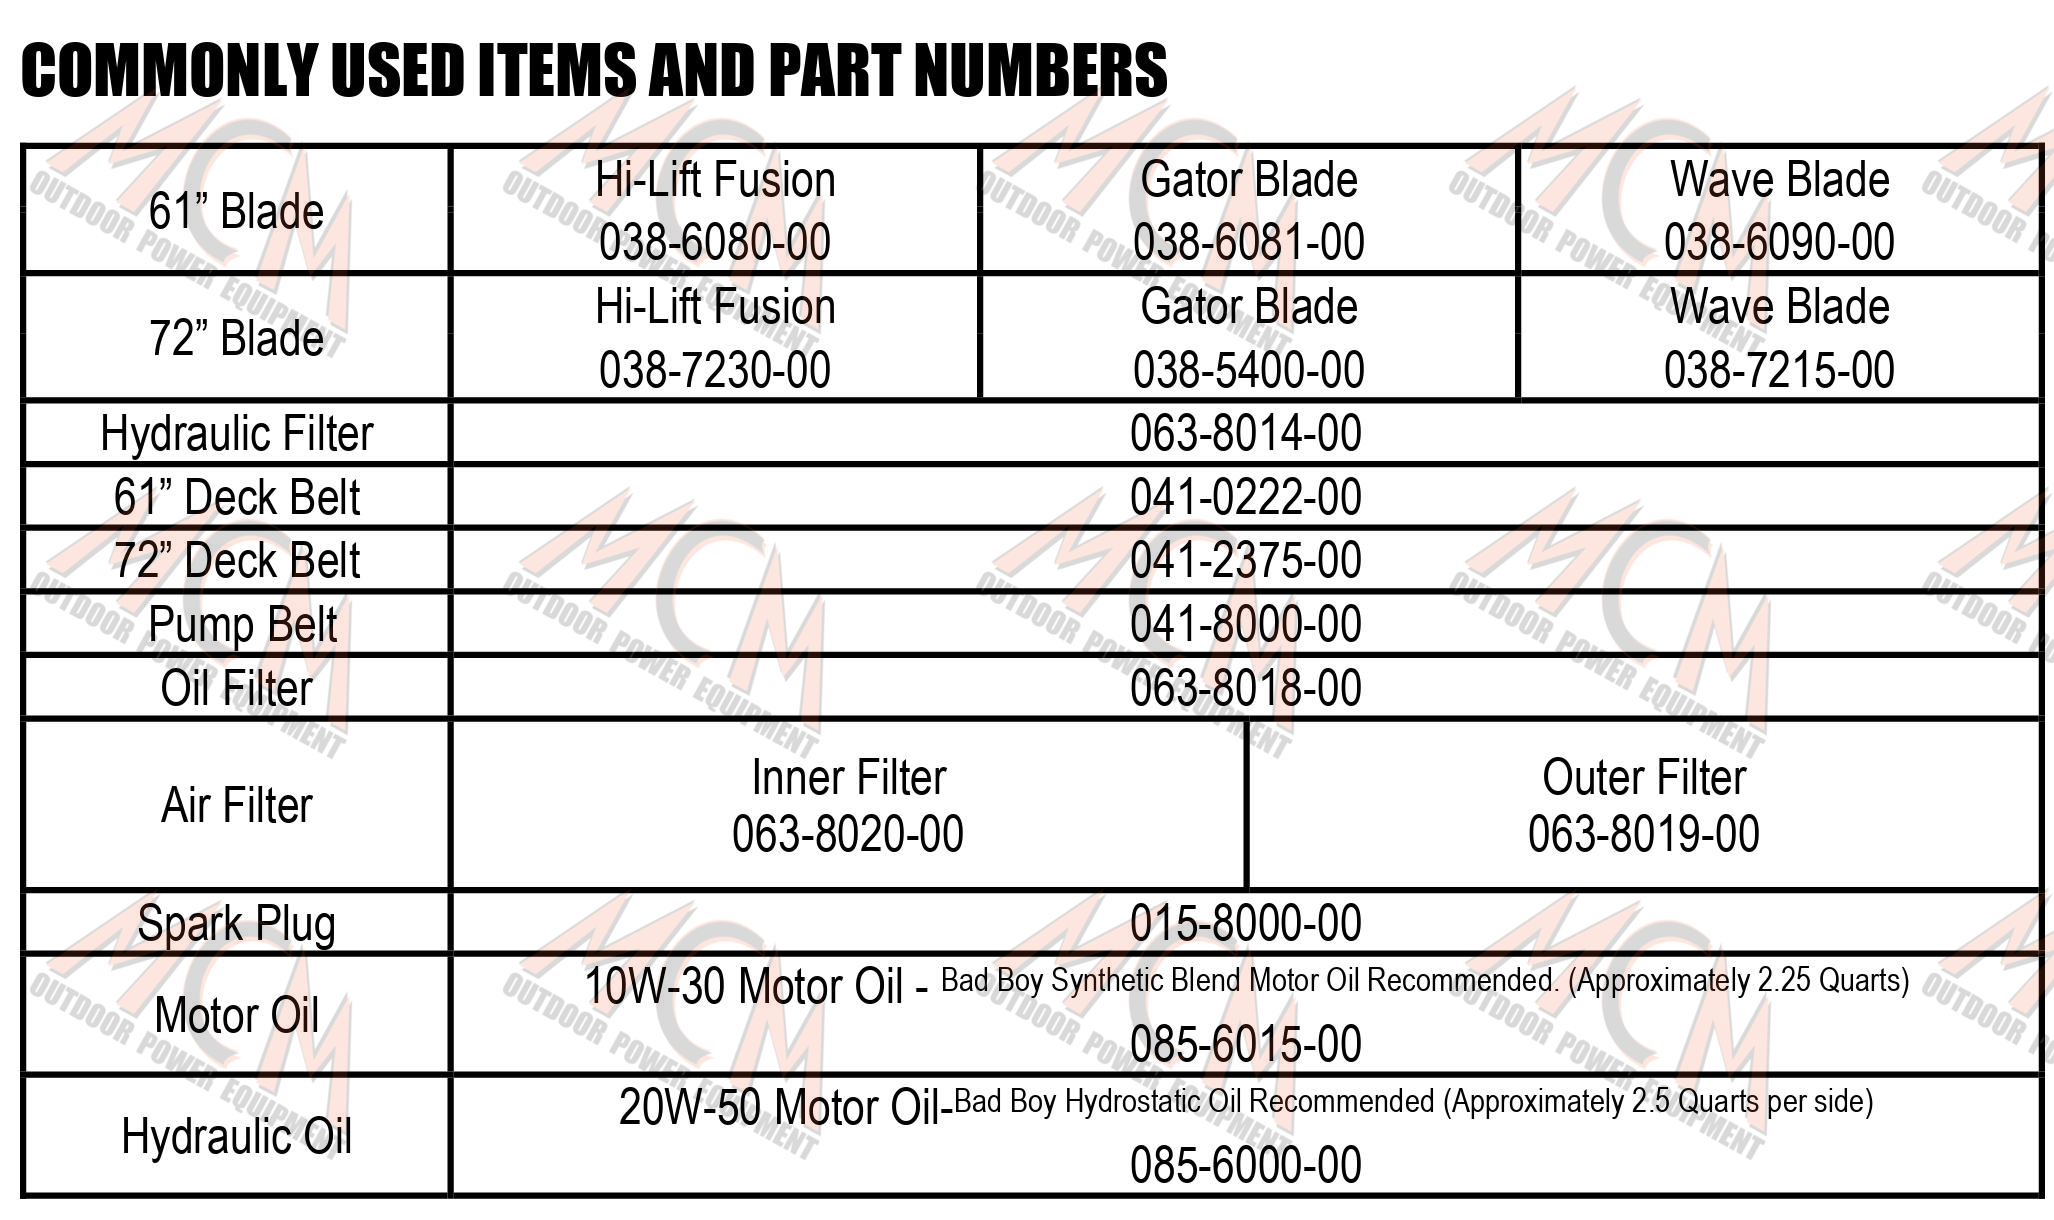 COMMONLY USED ITEMS AND PART NUMBERS
61” Blade
Hi-Lift Fusion
038-6080-00
Gator Blade
038-6081-00
Wave Blade
038-6090-00
72” Blade
Hi-Lift Fusion
038-7230-00
Gator Blade
038-5400-00
Wave Blade
038-7215-00
Hydraulic Filter
063-8014-00
61” Deck Belt
041-0222-00
72” Deck Belt
041-2375-00
Pump Belt
041-8000-00
Oil Filter
063-8018-00
Air Filter
Inner Filter
063-8020-00
Outer Filter
063-8019-00
Spark Plug
015-8000-00
Motor Oil
10W-30 Motor Oil - Bad Boy Synthetic Blend Motor Oil Recommended. (Approximately 2.25 Quarts)
085-6015-00
Hydraulic Oil
20W-50 Motor Oil-Bad Boy Hydrostatic Oil Recommended (Approximately 2.5 Quarts per side)
085-6000-00
MCM
OUTDOOR POWER EQUIPMENT